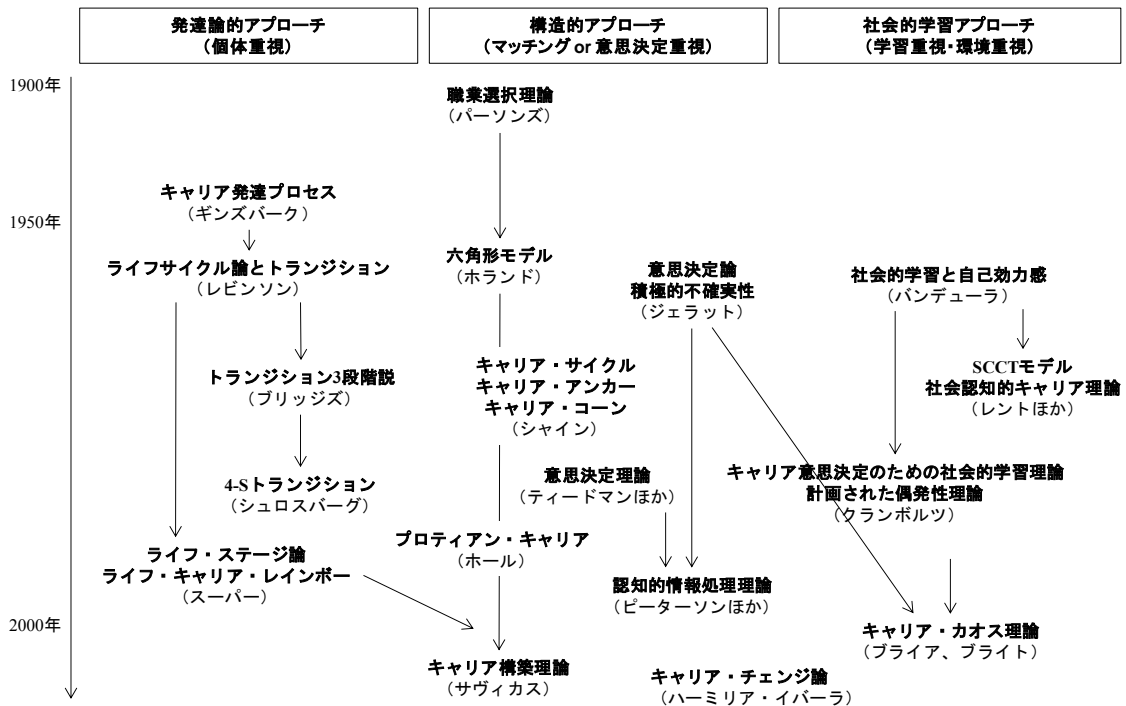 発達論的アプローチ
（個体重視）
構造的アプローチ
（マッチング or 意思決定重視）
社会的学習アプローチ
（学習重視・環境重視）
1900年
職業選択理論
（パーソンズ）
キャリア発達プロセス
（ギンズバーク）
1950年
ライフサイクル論とトランジション
（レビンソン）
六角形モデル
（ホランド）
意思決定論
積極的不確実性
（ジェラット）
社会的学習と自己効力感
（バンデューラ）
トランジション3段階説
（ブリッジズ）
キャリア・サイクル
キャリア・アンカー
キャリア・コーン
（シャイン）
SCCTモデル
社会認知的キャリア理論
（レントほか）
4-Sトランジション
（シュロスバーグ）
意思決定理論
（ティードマンほか）
キャリア意思決定のための社会的学習理論
計画された偶発性理論
（クランボルツ）
ライフ・ステージ論
ライフ・キャリア・レインボー
（スーパー）
プロティアン・キャリア
（ホール）
認知的情報処理理論
（ピーターソンほか）
2000年
キャリア・カオス理論
（ブライア、ブライト）
キャリア構築理論
（サヴィカス）
キャリア・チェンジ論
（ハーミリア・イバーラ）